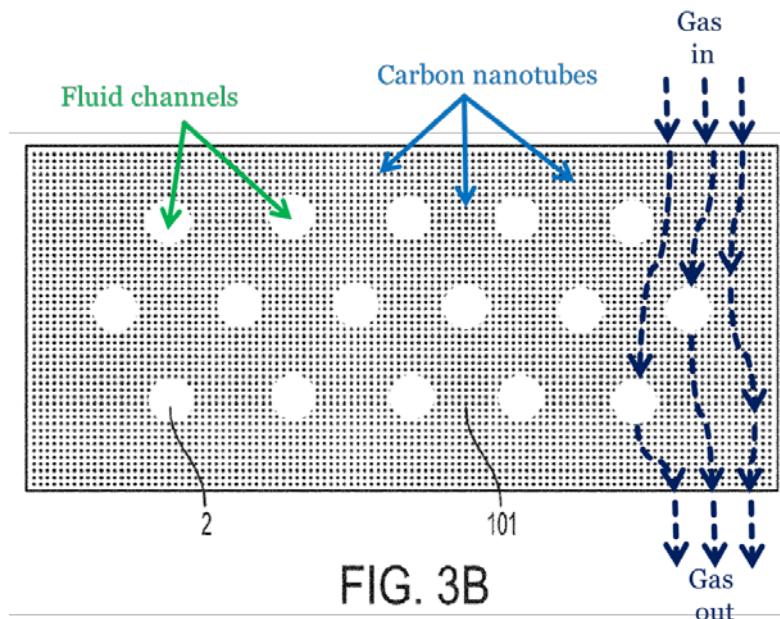 Gas
in
Carbon nanotubes
Fluid channels
2
101
FIG. 3B
Gas
out